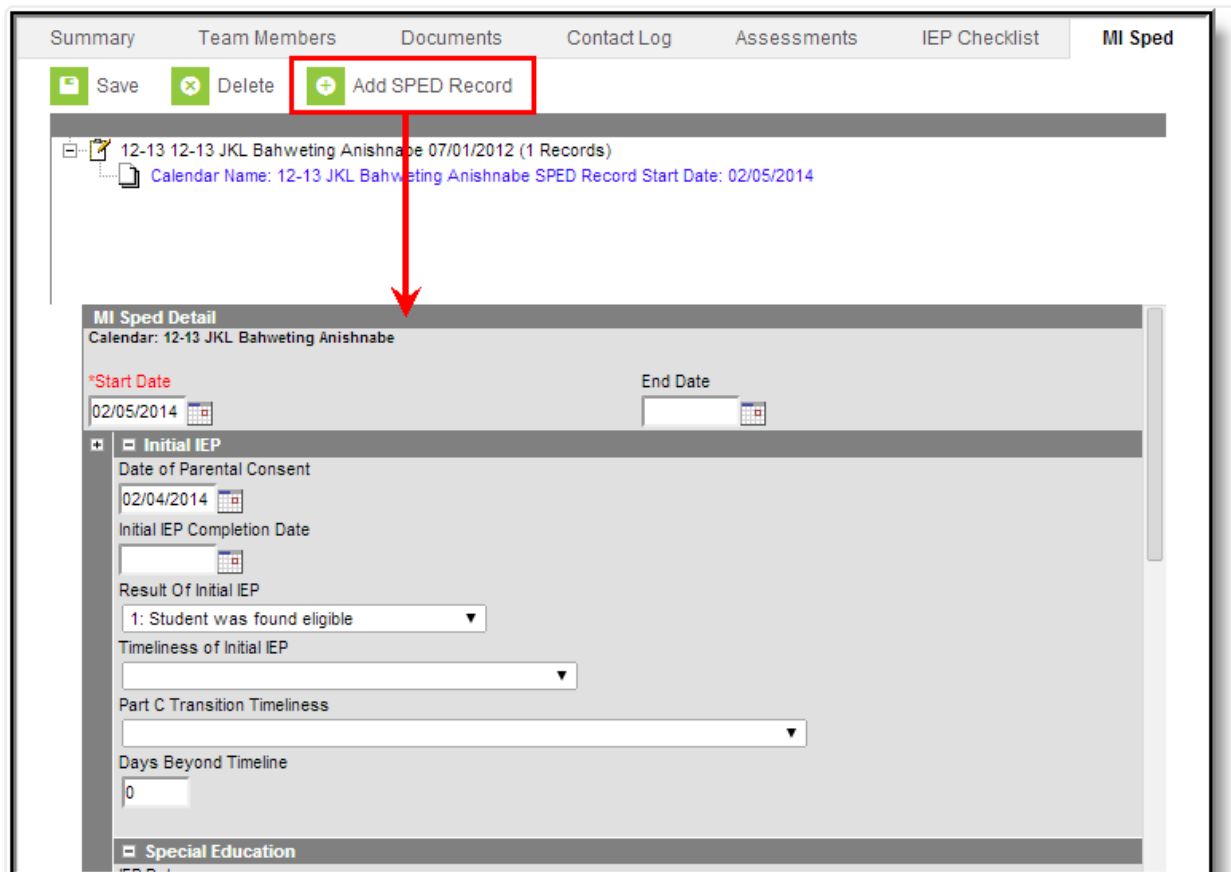 Summary Team Members Documents Contact Log Assessments IEP Checklist MI Sped
Save Delete Add SPED Record
12-13 12-13 JKL Bahweting Anishnabe 07/01/2012 (1 Records)
Calendar Name: 12-13 JKL Bahweting Anishnabe SPED Record Start Date: 02/05/2014
MI Sped Detail
Calendar: 12-13 JKL Bahweting Anishnabe
*Start Date End Date
02/05/2014
Initial IEP
Date of Parental Consent
02/04/2014
Initial IEP Completion Date
Result Of Initial IEP
1: Student was found eligible
Timeliness of Initial IEP
Part C Transition Timeliness
Days Beyond Timeline
0
Special Education